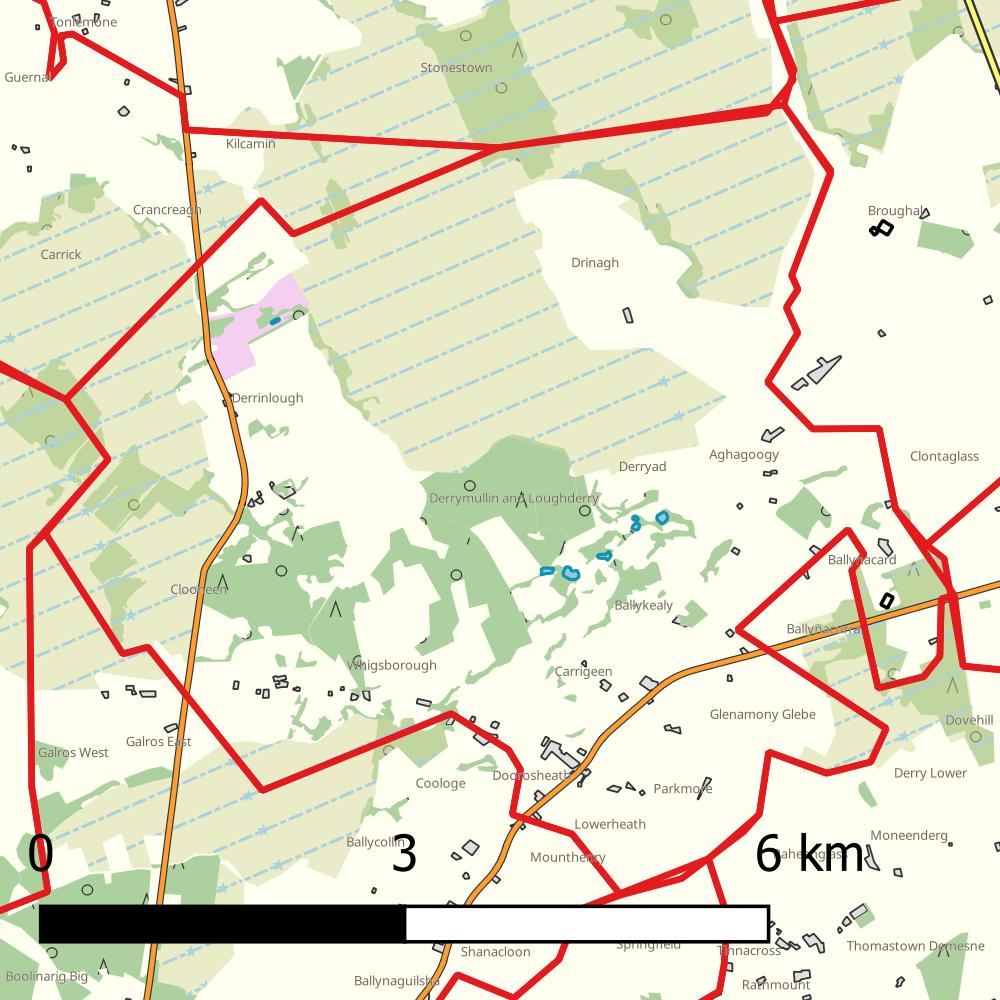 Tonlemone
Guernal
Stonestown
Kilcamin
Crancreagh
Broughal
Carrick
Drinagh
Derrinlough
Aghagoogy
Clontaglass
Derryad
Derrymullin and Loughderry
Ballynacard
Clooneen
Ballykealy
Ballynacarra
Whigsborough
Carrigeen
Glenamony Glebe
Dovehill
Galros East
Galros West
Coologe
Doorosheath
Parkmore
Derry Lower
Lowerheath
Moneenderg
Ballycollin
Mounthenry
0 3 6 km
Springfield
Shanacloon
Tinnacross
Thomastown Demesne
Boolinarig Big
Ballynaguilsha
Rathmount